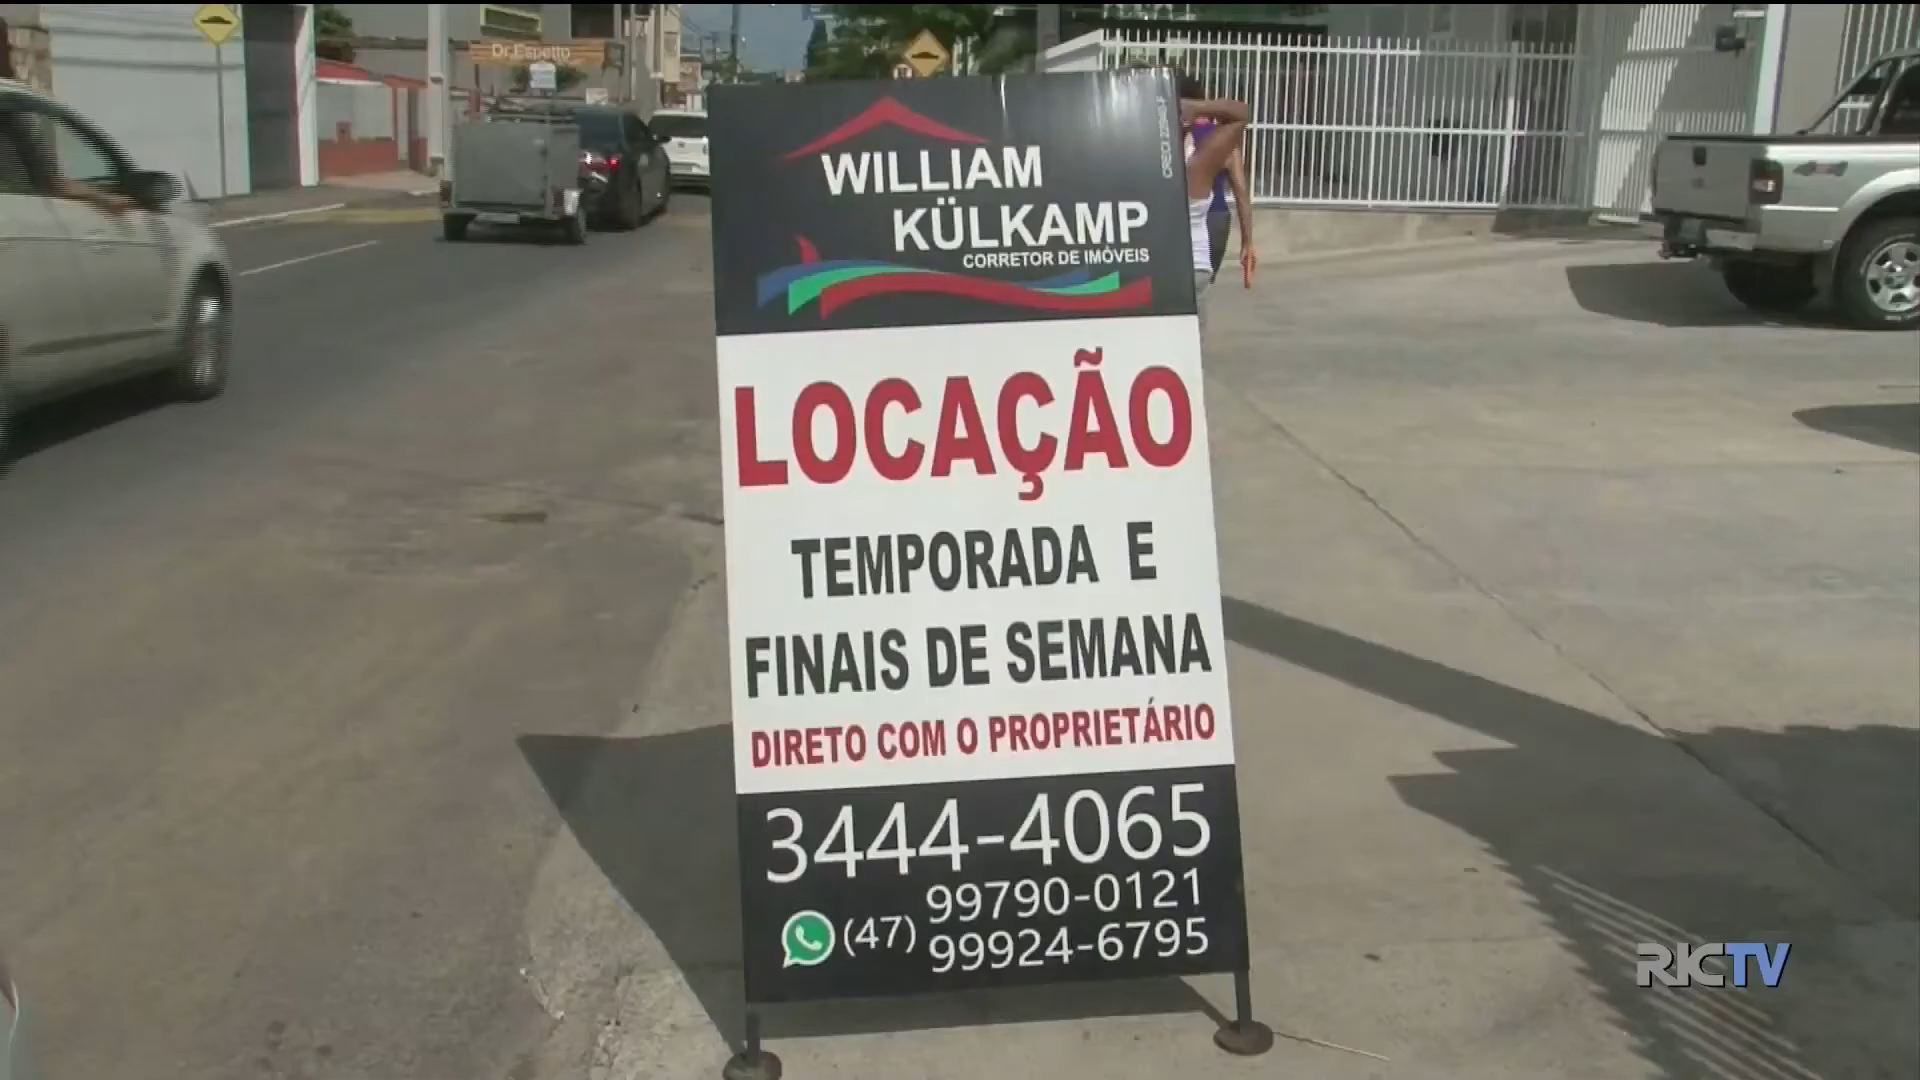 Dr. Espetto
WILLIAM
KÜLKAMP
CORRETOR DE IMÓVEIS
LOCAÇÃO
TEMPORADA E
FINAIS DE SEMANA
DIRETO COM O PROPRIETÁRIO
3444-4065
(47) 99790-0121
99924-6795
RICTV